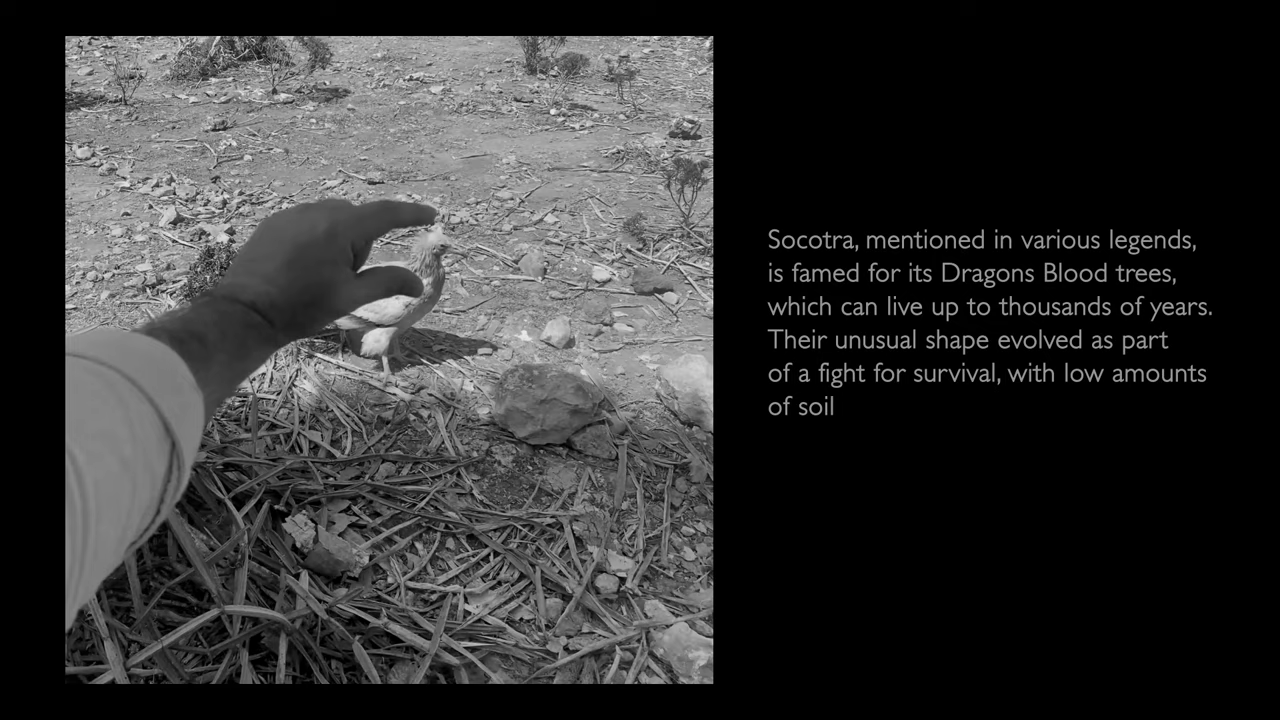 Socotra, mentioned in various legends,
is famed for its Dragons Blood trees,
which can live up to thousands of years.
Their unusual shape evolved as part
of a fight for survival, with low amounts
of soil